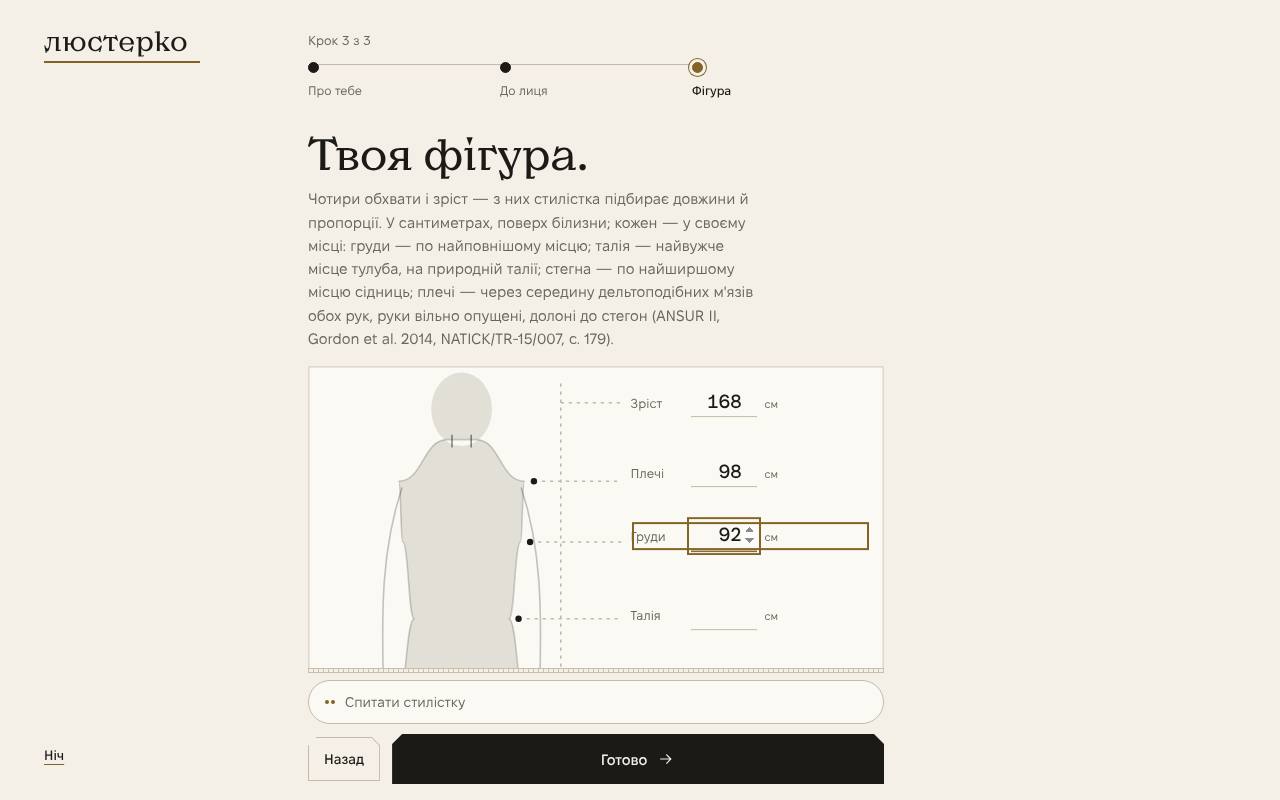 люстерко
Крок 3 з 3
Про тебе
До лиця
Фігура
Твоя фігура.
Чотири обхвати і зріст — з них стилістка підбирає довжини й
пропорції. У сантиметрах, поверх білизни; кожен — у своєму
місці: груди — по найповнішому місцю; талія — найвужче
місце тулуба, на природній талії; стегна — по найширшому
місцю сідниць; плечі — через середину дельтоподібних м'язів
обох рук, руки вільно опущені, долоні до стегон (ANSUR II,
Gordon et al. 2014, NATICK/TR-15/007, с. 179).
Зріст 168 см
Плечі 98 см
Груди 92 см
Талія см
Спитати стилістку
Ніч
Назад
Готово →